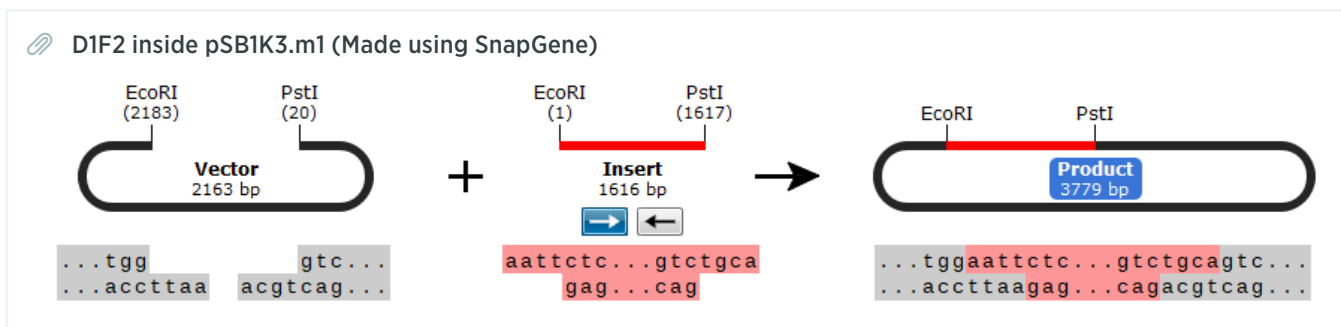 D1F2 inside pSB1K3.m1 (Made using SnapGene)
EcoRI PstI EcoRI PstI
(2183) (20) (1) (1617) EcoRI PstI
Vector + Insert → Product
2163 bp 1616 bp 3779 bp
→ ←
...tgg gtc... aattctc...gtctgca ...tggaattctc...gtctgcagtc...
...accttaa acgtcag... gag...cag ...accttaagag...cagacgtcag...